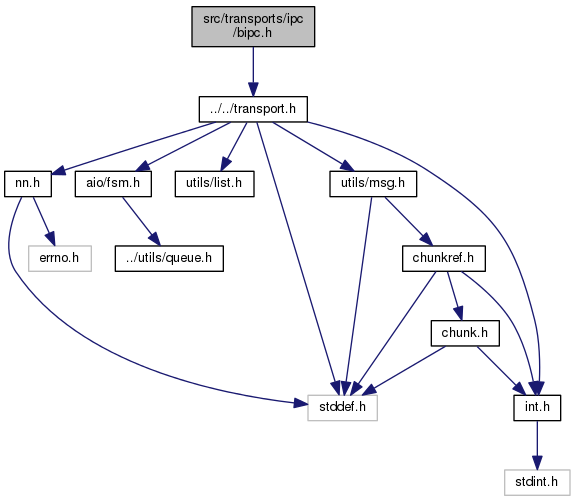 src/transports/ipc
/bipc.h
../../transport.h
nn.h
aio/fsm.h
utils/list.h
utils/msg.h
errno.h
../utils/queue.h
chunkref.h
chunk.h
stddef.h
int.h
stdint.h